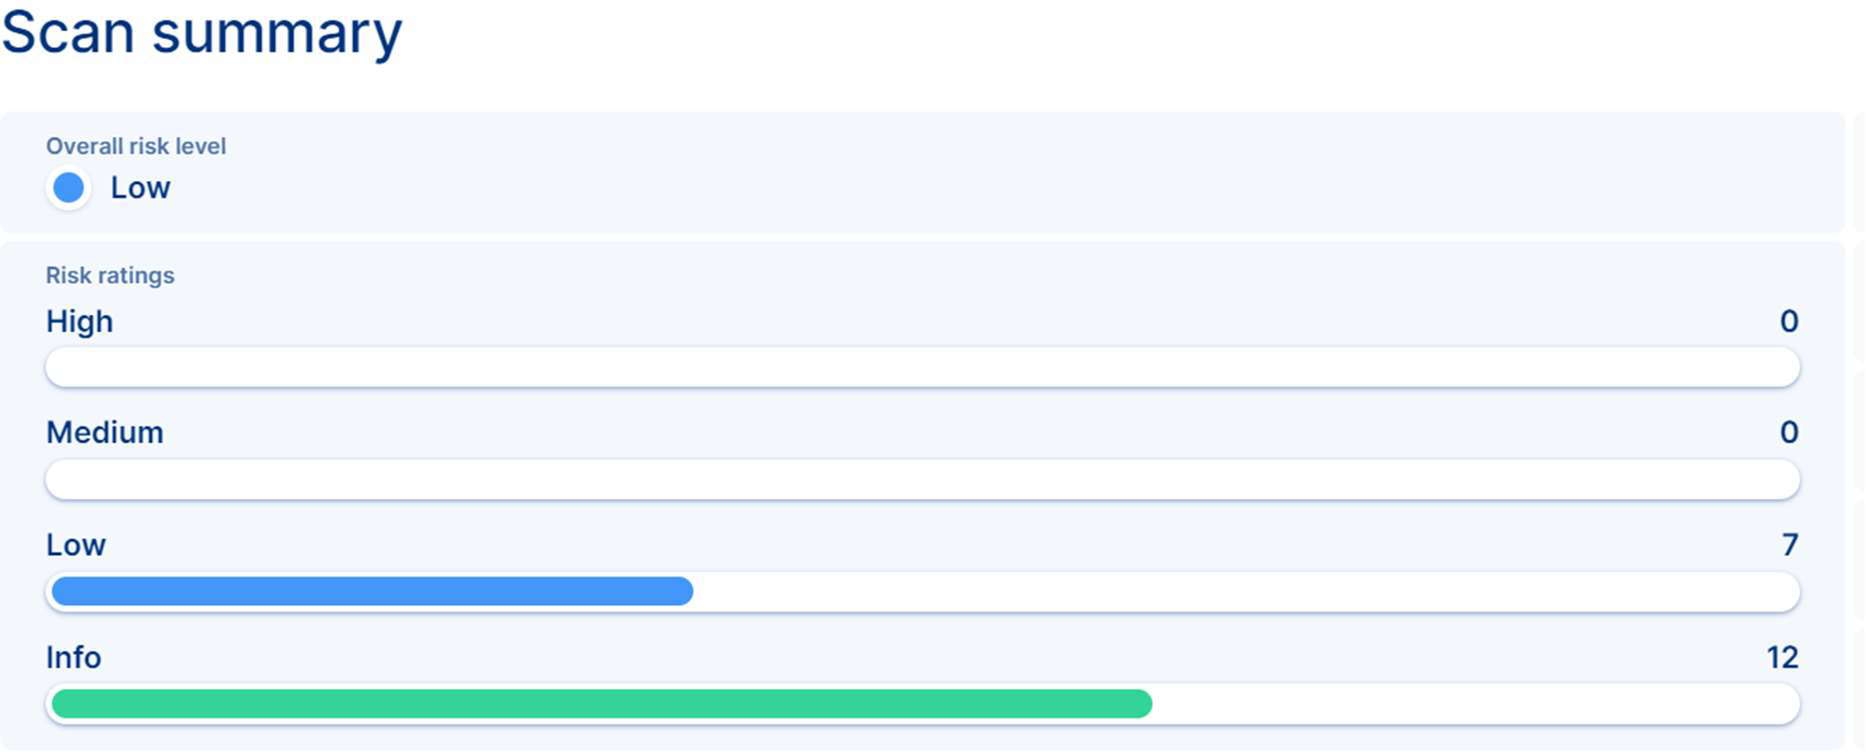 Scan summary
Overall risk level
Low
Risk ratings
High 0
Medium 0
Low 7
Info 12